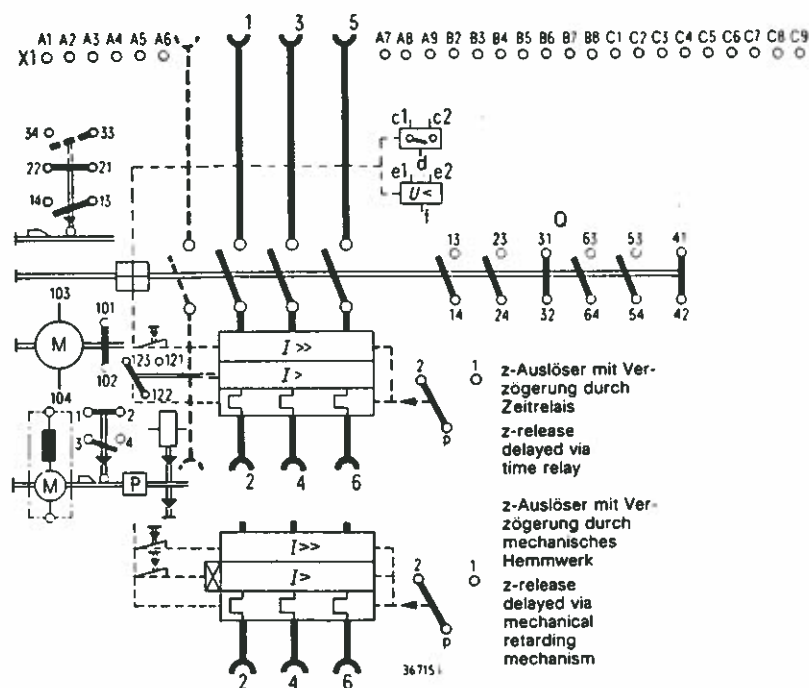 1 3 5
A1 A2 A3 A4 A5 A6
A7 A8 A9 B2 B3 B4 B5 B6 B7 B8 C1 C2 C3 C4 C5 C6 C7 C8 C9
X1
c1 c2
d
e1 e2
U<
f
34 33
22 21
14 13
Q
13 23 31 63 53 41
14 24 32 64 54 42
103 101
M
102
104
123 121
122
I >>
I >
2 1
p
z-Auslöser mit Ver-
zögerung durch
Zeitrelais
z-release
delayed via
time relay
1 2
3 4
M
P
2 4 6
z-Auslöser mit Ver-
zögerung durch
mechanisches
Hemmwerk
z-release
delayed via
mechanical
retarding
mechanism
I>>
I>
2 1
p
2 4 6
36715